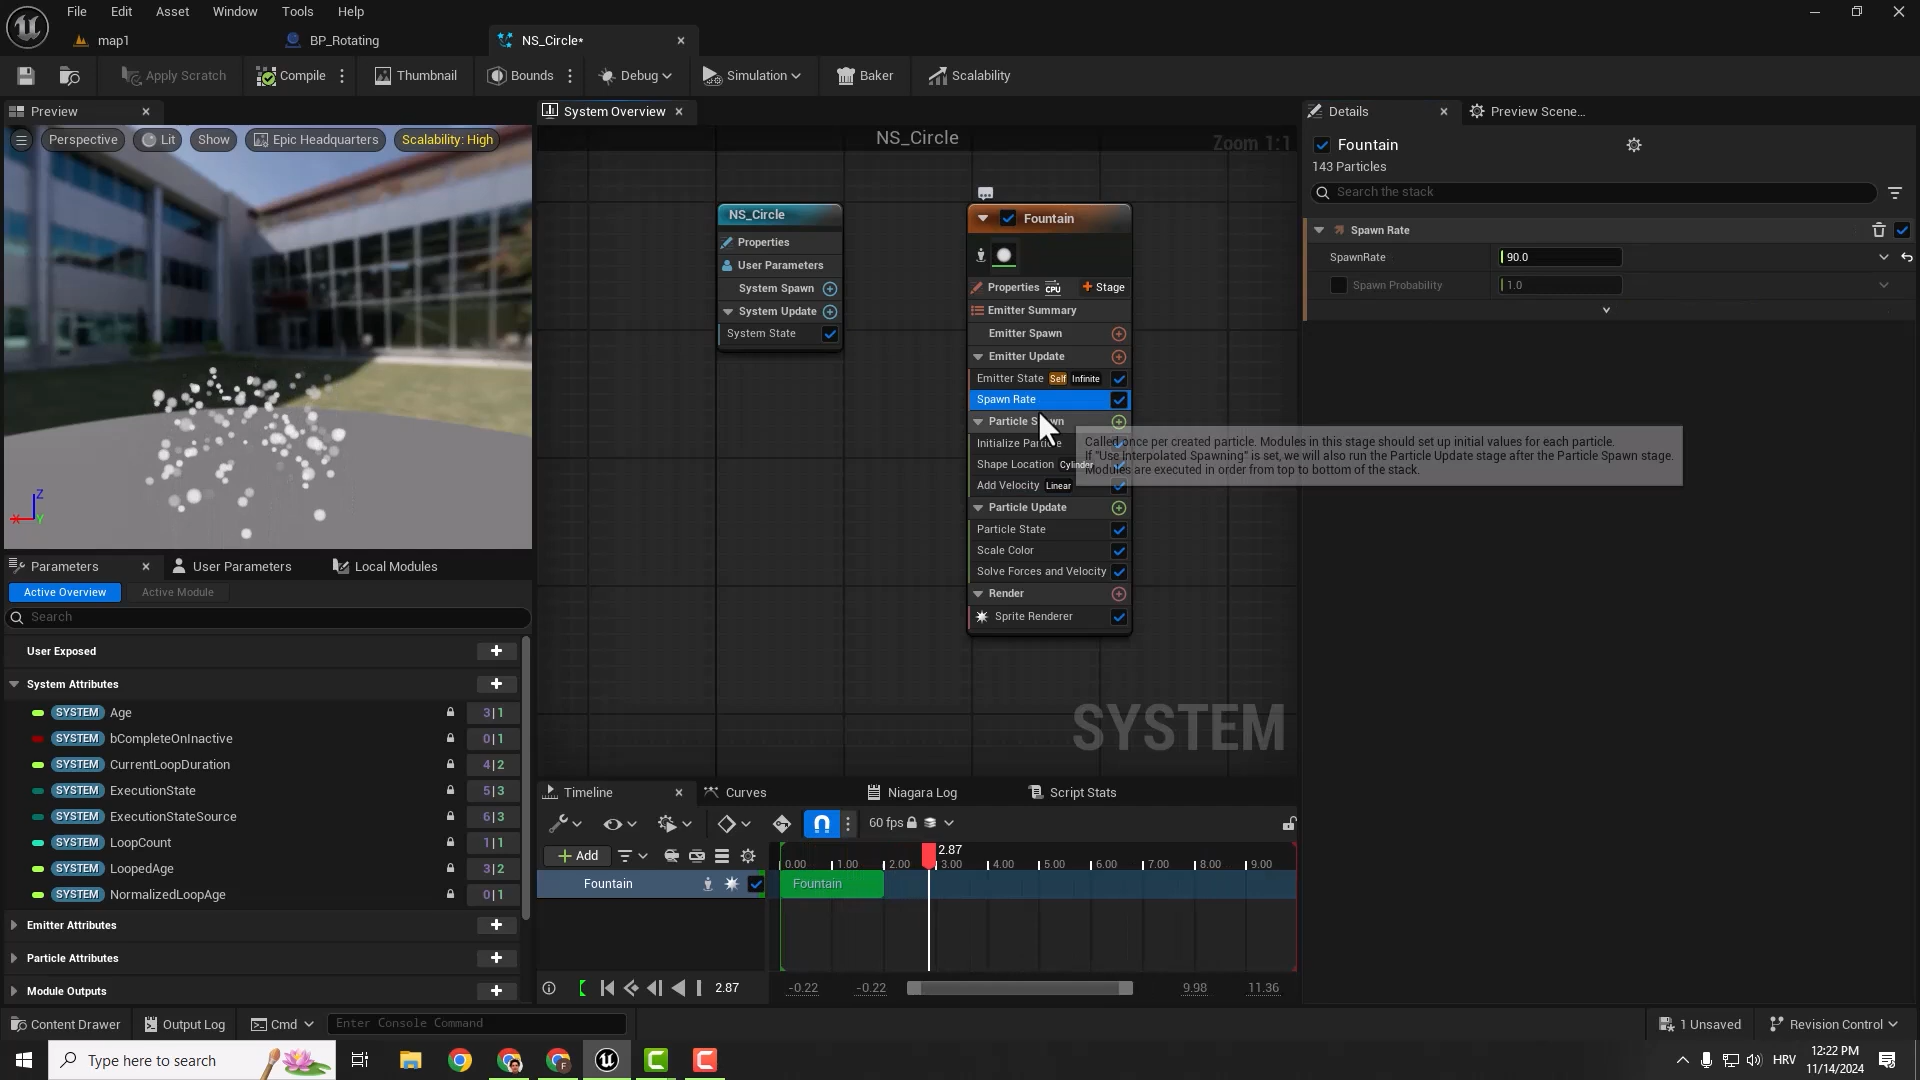 File Edit Asset Window Tools Help
map1 BP_Rotating NS_Circle*
Apply Scratch Compile Thumbnail Bounds Debug Simulation Baker Scalability
Preview
Perspective Lit Show Epic Headquarters Scalability: High
System Overview
NS_Circle
Zoom 1:1
NS_Circle
Properties
User Parameters
System Spawn
System Update
System State
Fountain
Properties CPU Stage
Emitter Summary
Emitter Spawn
Emitter Update
Emitter State Self Infinite
Spawn Rate
Particle
Initialize
Shape Location Cylinder
Add Velocity Linear
Particle Update
Particle State
Scale Color
Solve Forces and Velocity
Render
Sprite Renderer
Called once per created particle. Modules in this stage should set up initial values for each particle.
If "Use Interpolated Spawning" is set, we will also run the Particle Update stage after the Particle Spawn stage.
Modules are executed in order from top to bottom of the stack.
SYSTEM
Details Preview Scene...
Fountain
143 Particles
Search the stack
Spawn Rate
SpawnRate 90.0
Spawn Probability 1.0
Z
X Y
Parameters User Parameters Local Modules
Active Overview Active Module
Search
User Exposed
System Attributes
SYSTEM Age 3|1
SYSTEM bCompleteOnInactive 0|1
SYSTEM CurrentLoopDuration 4|2
SYSTEM ExecutionState 5|3
SYSTEM ExecutionStateSource 6|3
SYSTEM LoopCount 1|1
SYSTEM LoopedAge 3|2
SYSTEM NormalizedLoopAge 0|1
Emitter Attributes
Particle Attributes
Module Outputs
Timeline Curves Niagara Log Script Stats
60 fps
2.87
Add 0.00 1.00 2.00 3.00 4.00 5.00 6.00 7.00 8.00 9.00
Fountain Fountain
2.87 -0.22 -0.22 9.98 11.36
Content Drawer Output Log Cmd Enter Console Command 1 Unsaved Revision Control
Type here to search HRV 12:22 PM
11/14/2024